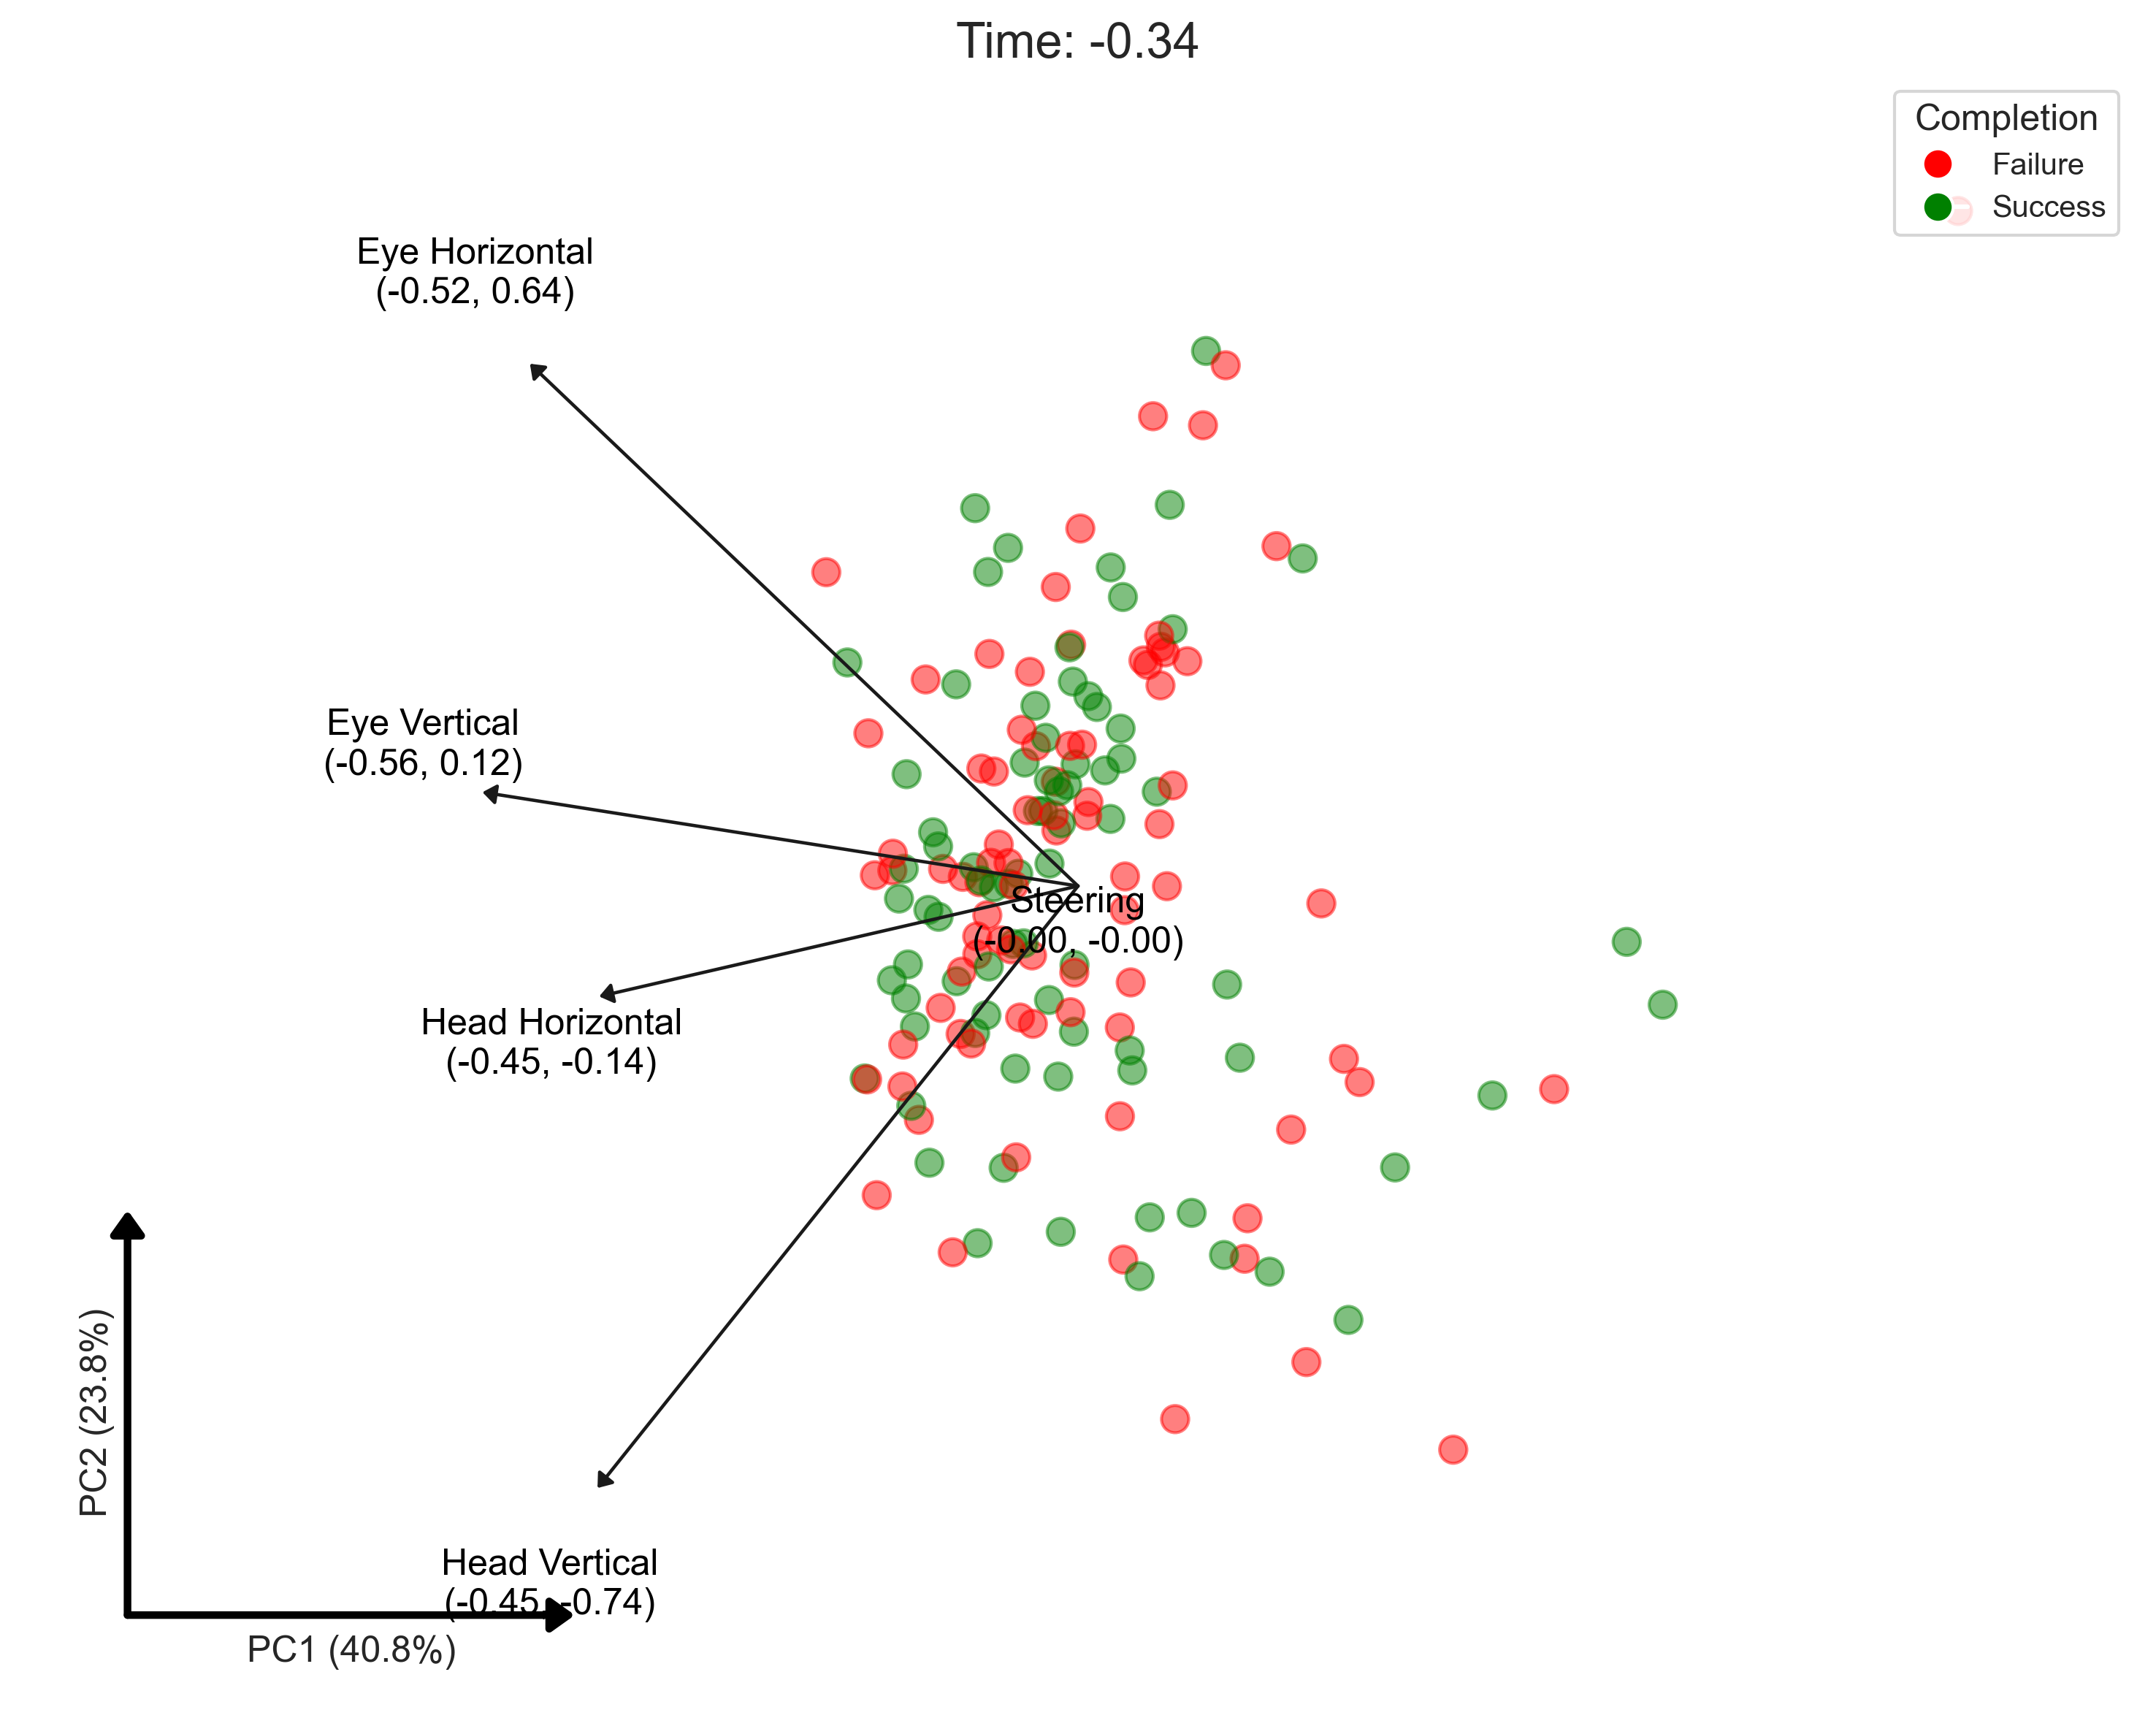 Time: -0.34
Completion
Failure
Success
Eye Horizontal
(-0.52, 0.64)
Eye Vertical
(-0.56, 0.12)
Steering
(-0.00, -0.00)
Head Horizontal
(-0.45, -0.14)
Head Vertical
(-0.45, -0.74)
PC2 (23.8%)
PC1 (40.8%)